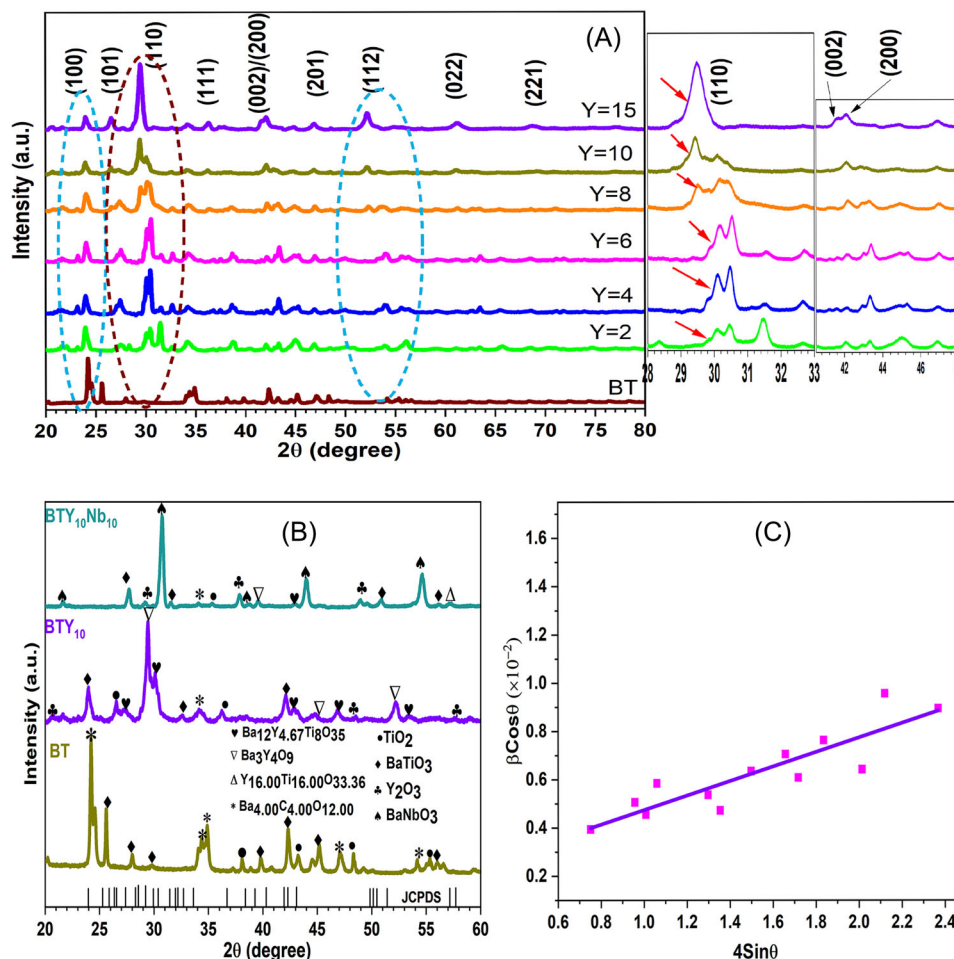 (A)
(100)
(101)
(110)
(111)
(002)/(200)
(201)
(112)
(022)
(221)
Y=15
Y=10
Y=8
Y=6
Y=4
Y=2
BT
Intensity (a.u.)
20 25 30 35 40 45 50 55 60 65 70 75 80
2θ (degree)
(110)
28 29 30 31 32 33
(002)
(200)
42 44 46
(B)
BTY10Nb10
BTY10
BT
Intensity (a.u.)
♥ Ba12Y4.67Ti8O35
▽ Ba3Y4O9
△ Y16.00Ti16.00O33.36
* Ba4.00C4.00O12.00
•TiO2
♦ BaTiO3
♣ Y2O3
♠ BaNbO3
JCPDS
20 25 30 35 40 45 50 55 60
2θ (degree)
(C)
βCosθ (×10-2)
1.8
1.6
1.4
1.2
1.0
0.8
0.6
0.4
0.2
0.6 0.8 1.0 1.2 1.4 1.6 1.8 2.0 2.2 2.4
4Sinθ